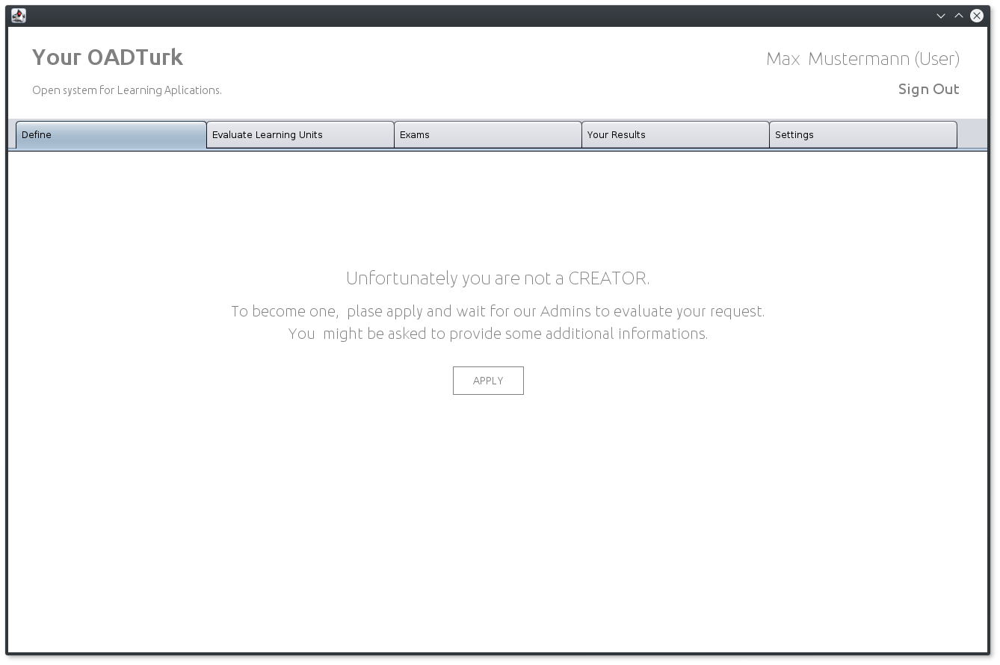 Your OADTurk
Max  Mustermann (User)
Open system for Learning Aplications.
Sign Out
Define
Evaluate Learning Units
Exams
Your Results
Settings
Unfortunately you are not a CREATOR.
To become one,  plase apply and wait for our Admins to evaluate your request.
You  might be asked to provide some additional informations.
APPLY